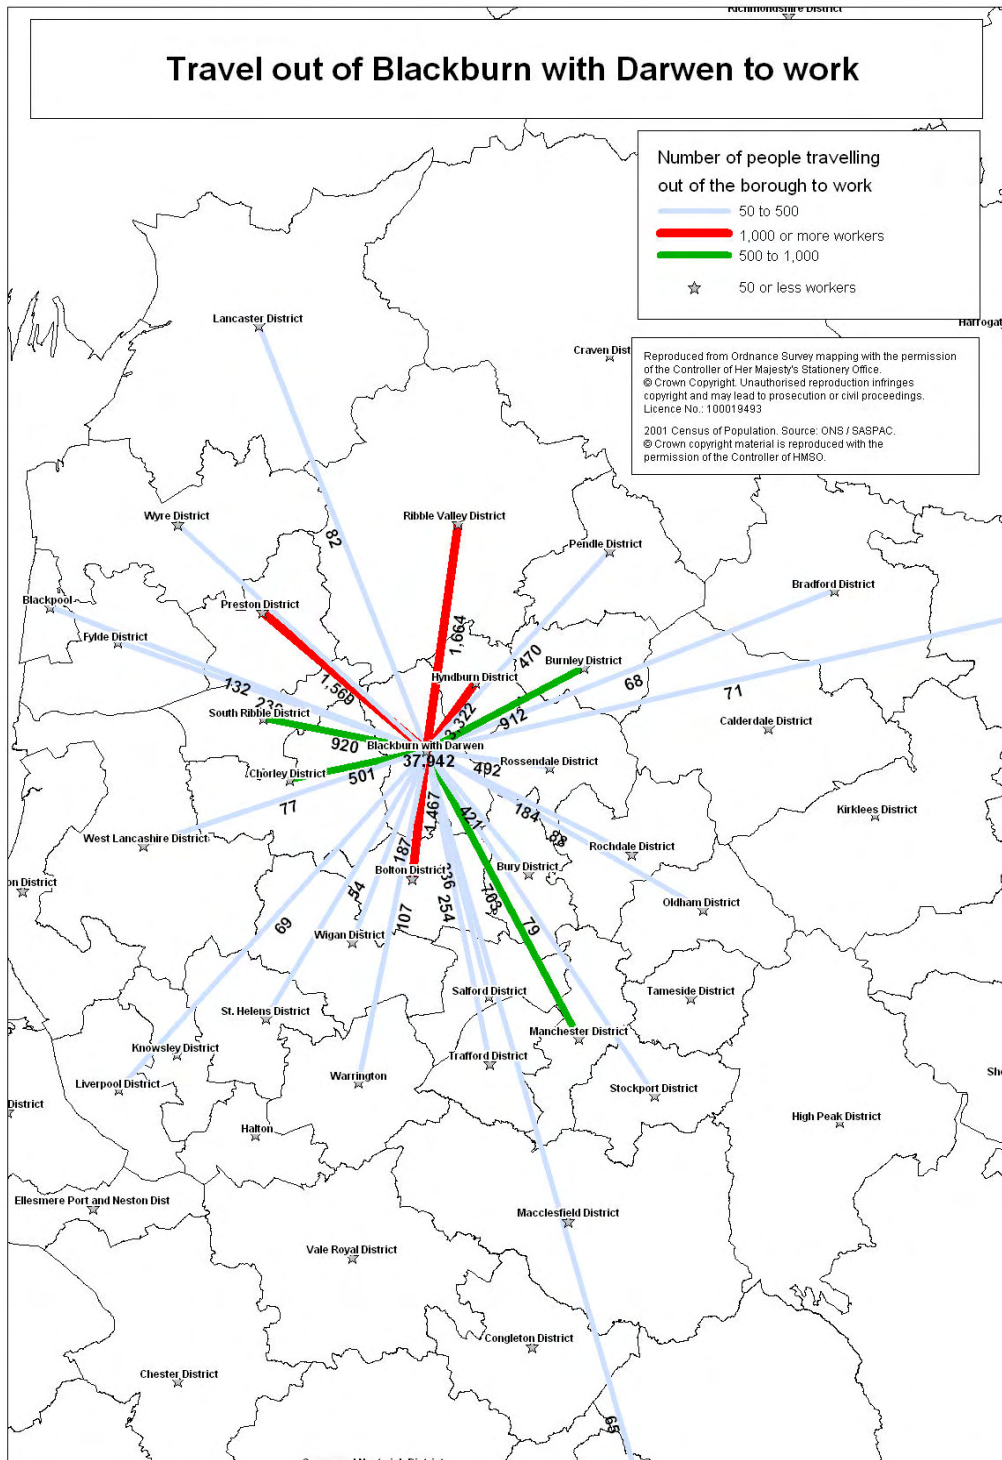 Richmondshire District
Travel out of Blackburn with Darwen to work
Number of people travelling
out of the borough to work
50 to 500
1,000 or more workers
500 to 1,000
50 or less workers
Lancaster District
Craven Dist
Reproduced from Ordnance Survey mapping with the permission
of the Controller of Her Majesty's Stationery Office.
© Crown Copyright. Unauthorised reproduction infringes
copyright and may lead to prosecution or civil proceedings.
Licence No.: 100019493
2001 Census of Population. Source: ONS / SASPAC.
© Crown copyright material is reproduced with the
permission of the Controller of HMSO.
Harrogat
Wyre District
Ribble Valley District
82
Pendle District
Bradford District
Blackpool
Preston District
Fylde District
1,664
470
Burnley District
Hyndburn District
68
71
132
1,569
3,322
912
South Ribble District
Calderdale District
920
Blackburn with Darwen
37,942
492
Rossendale District
Chorley District
501
77
1,467
421
184
88
Kirklees District
West Lancashire District
187
Rochdale District
Bolton District
Bury District
on District
54
107
254
703
79
Oldham District
69
Wigan District
Salford District
Tameside District
St. Helens District
Manchester District
Knowsley District
Trafford District
Liverpool District
Warrington
Stockport District
She
District
Halton
High Peak District
Ellesmere Port and Neston Dist
Macclesfield District
Vale Royal District
Congleton District
Chester District
65